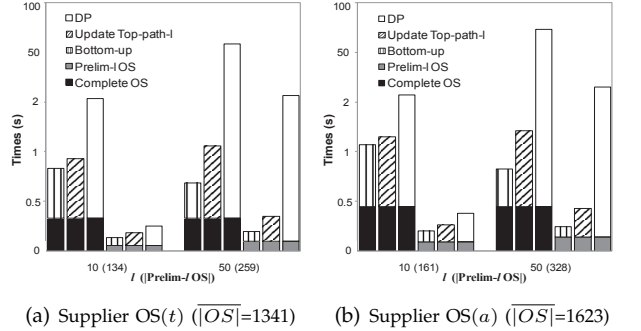 100
50
2
1
0.5
0
Times (s)
DP
Update Top-path-l
Bottom-up
Prelim-l OS
Complete OS
10 (134)
50 (259)
l (|Prelim-l OS|)
(a) Supplier OS(t) (|OS|=1341)
100
50
2
1
0.5
0
Times (s)
DP
Update Top-path-l
Bottom-up
Prelim-l OS
Complete OS
10 (161)
50 (328)
l (|Prelim-l OS|)
(b) Supplier OS(a) (|OS|=1623)